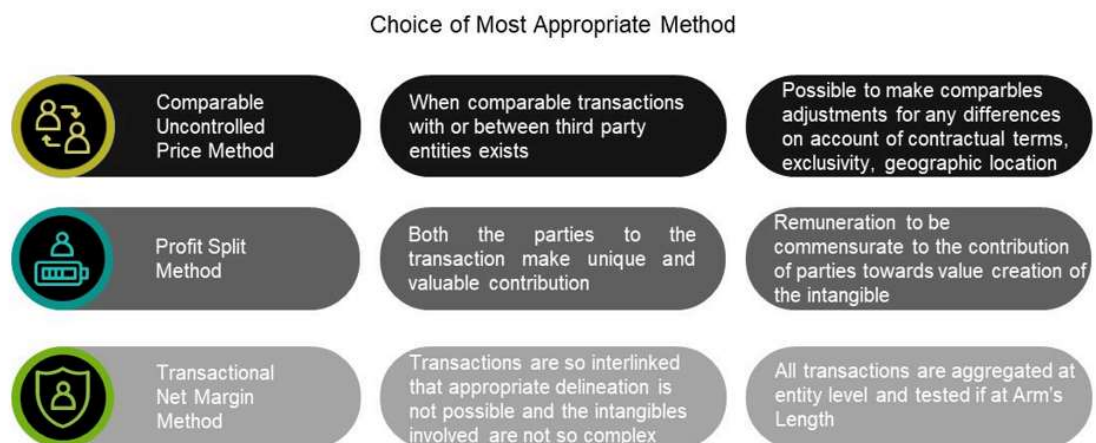 Choice of Most Appropriate Method
Comparable
Uncontrolled
Price Method
When comparable transactions
with or between third party
entities exists
Possible to make comparbles
adjustments for any differences
on account of contractual terms,
exclusivity, geographic location
Profit Split
Method
Both the parties to the
transaction make unique and
valuable contribution
Remuneration to be
commensurate to the contribution
of parties towards value creation of
the intangible
Transactional
Net Margin
Method
Transactions are so interlinked
that appropriate delineation is
not possible and the intangibles
involved are not so complex
All transactions are aggregated at
entity level and tested if at Arm's
Length